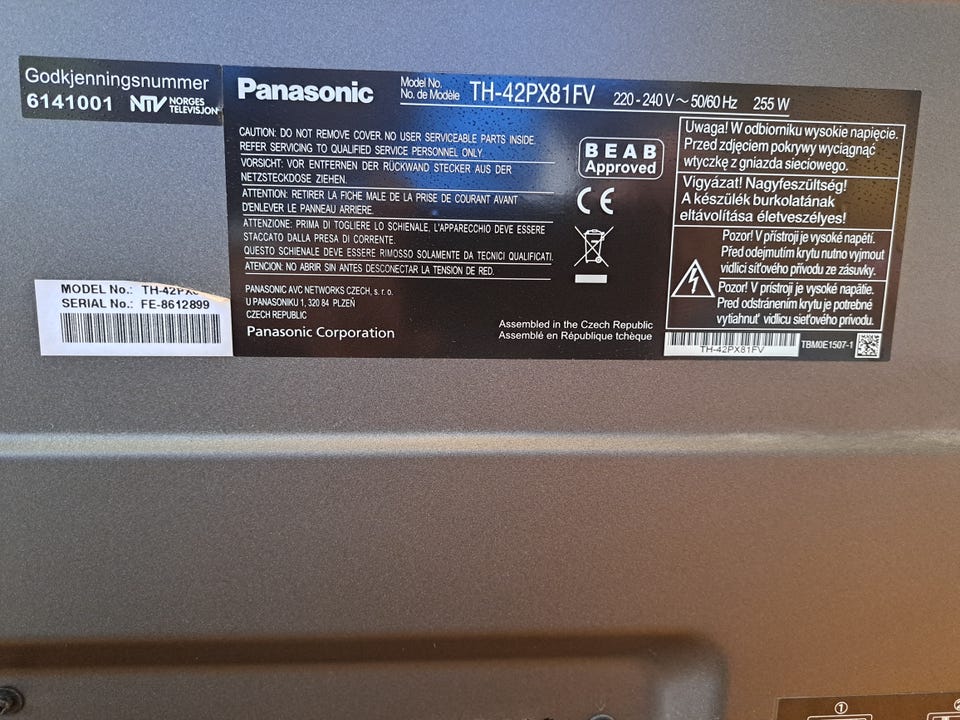 Godkjenningsnummer
6141001 NTV NORGES TELEVISJON
Panasonic
Model No.
No. de Modèle TH-42PX81FV 220-240 V ~ 50/60 Hz 255 W
CAUTION: DO NOT REMOVE COVER. NO USER SERVICEABLE PARTS INSIDE.
REFER SERVICING TO QUALIFIED SERVICE PERSONNEL ONLY.
VORSICHT: VOR ENTFERNEN DER RÜCKWAND STECKER AUS DER
NETZSTECKDOSE ZIEHEN.
ATTENTION: RETIRER LA FICHE MALE DE LA PRISE DE COURANT AVANT
D'ENLEVER LE PANNEAU ARRIERE.
ATTENZIONE: PRIMA DI TOGLIERE LO SCHIENALE, L'APPARECCHIO DEVE ESSERE
STACCATO DALLA PRESA DI CORRENTE.
QUESTO SCHIENALE DEVE ESSERE RIMOSSO SOLAMENTE DA TECNICI QUALIFICATI.
ATENCION: NO ABRIR SIN ANTES DESCONECTAR LA TENSION DE RED.
PANASONIC AVC NETWORKS CZECH, s. r. o.
U PANASONIKU 1, 320 84 PLZEŇ
CZECH REPUBLIC
Panasonic Corporation
BEAB
Approved
CE
Assembled in the Czech Republic
Assemblé en République tchèque
Uwaga! W odbiorniku wysokie napięcie.
Przed zdjęciem pokrywy wyciągnąć
wtyczkę z gniazda sieciowego.
Vigyázat! Nagyfeszültség!
A készülék burkolatának
eltávolítása életveszélyes!
Pozor! V přístroji je vysoké napětí.
Před odejmutím krytu nutno vyjmout
vidlici síťového přívodu ze zásuvky.
Pozor! V prístroji je vysoké napätie.
Pred odstránením krytu je potrebné
vytiahnuť vidlicu sieťového prívodu.
TH-42PX81FV
TBM0E1507-1
MODEL No.: TH-42PX8
SERIAL No.: FE-8612899
①